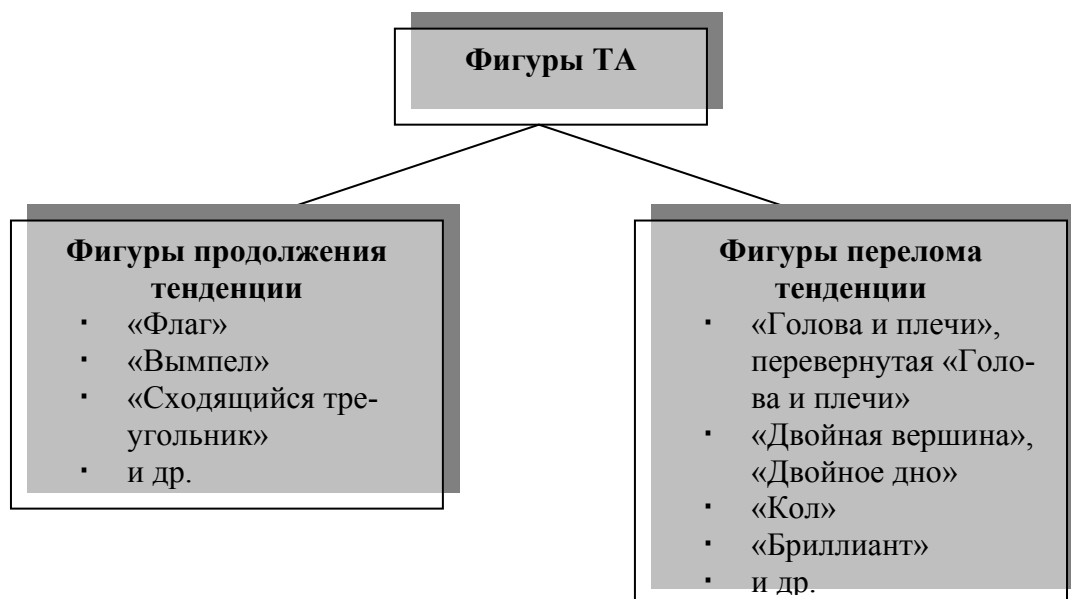 Фигуры ТА
Фигуры продолжения
тенденции
▪ «Флаг»
▪ «Вымпел»
▪ «Сходящийся тре-
угольник»
▪ и др.
Фигуры перелома
тенденции
▪ «Голова и плечи»,
перевернутая «Голо-
ва и плечи»
▪ «Двойная вершина»,
«Двойное дно»
▪ «Кол»
▪ «Бриллиант»
▪ и др.